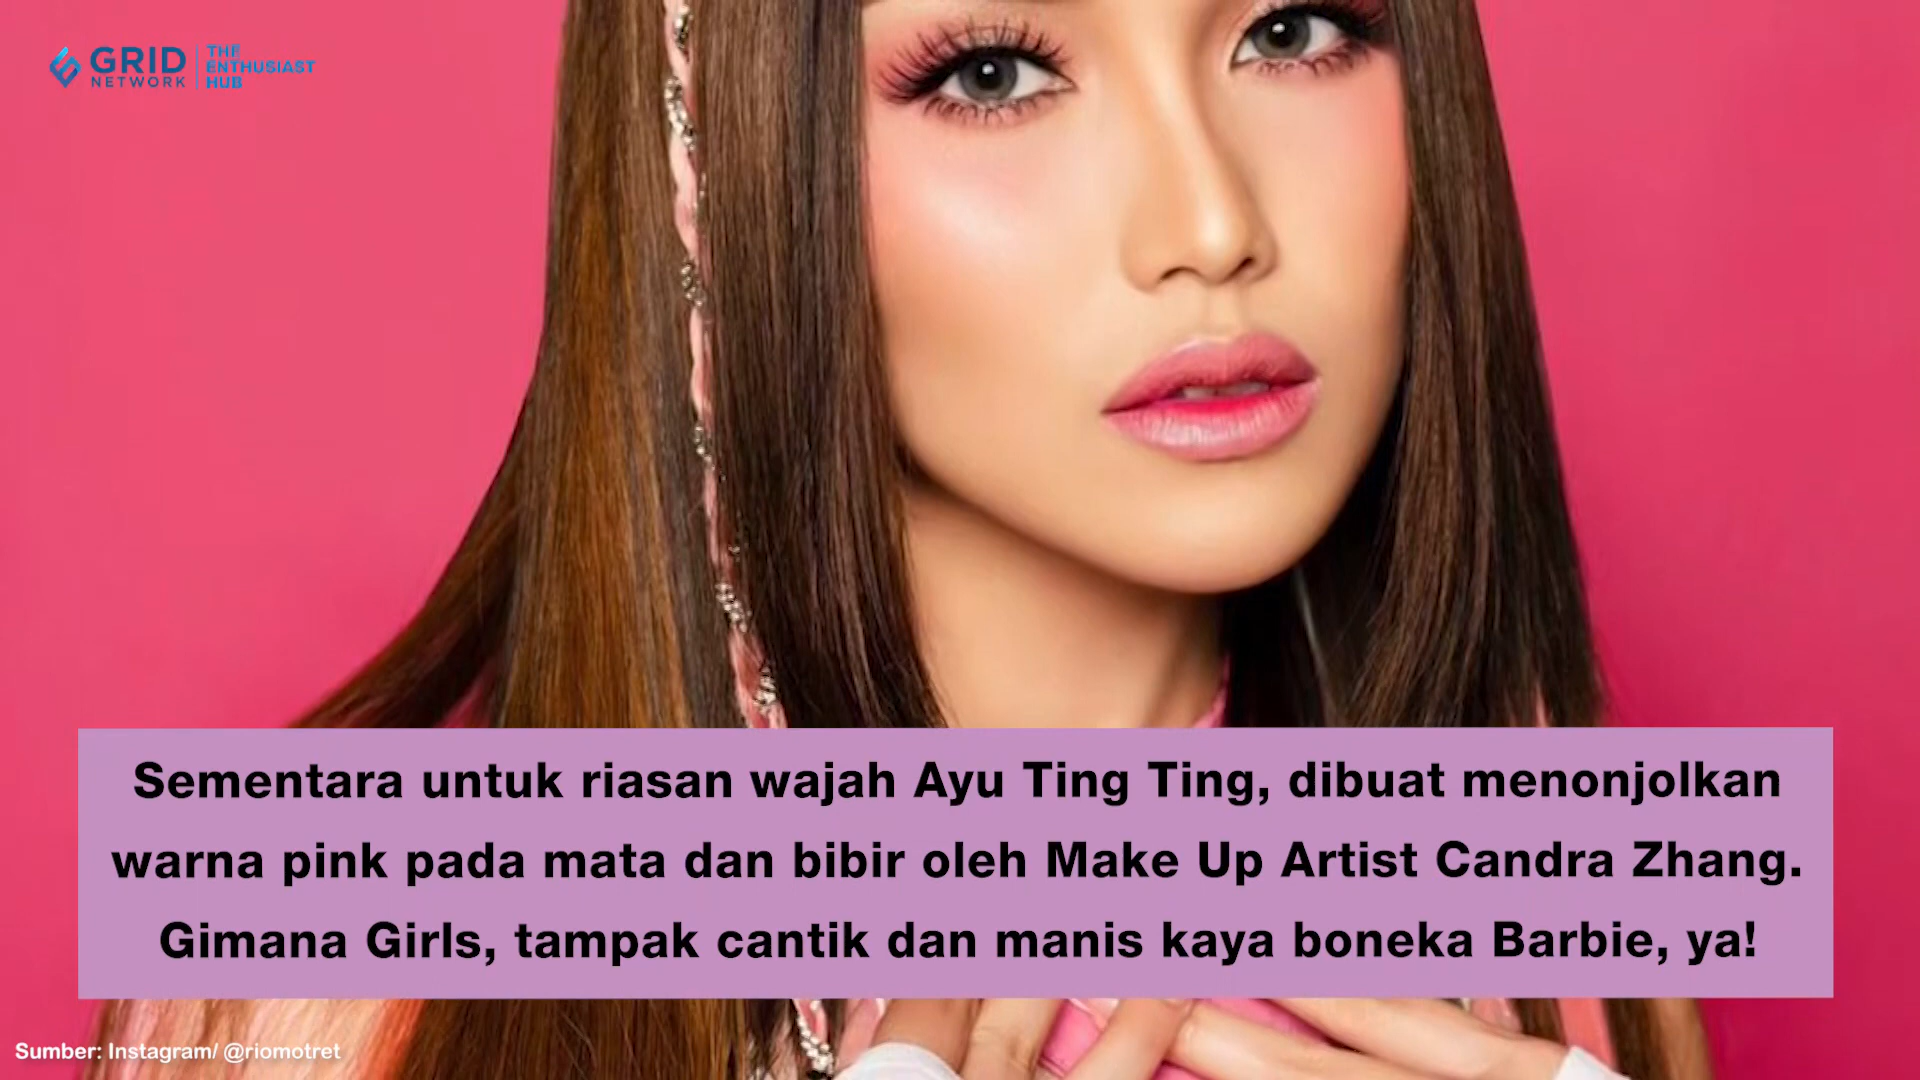 GRID
NETWORK
THE
ENTHUSIAST
HUB
Sementara untuk riasan wajah Ayu Ting Ting, dibuat menonjolkan
warna pink pada mata dan bibir oleh Make Up Artist Candra Zhang.
Gimana Girls, tampak cantik dan manis kaya boneka Barbie, ya!
Sumber: Instagram/ @riomotret